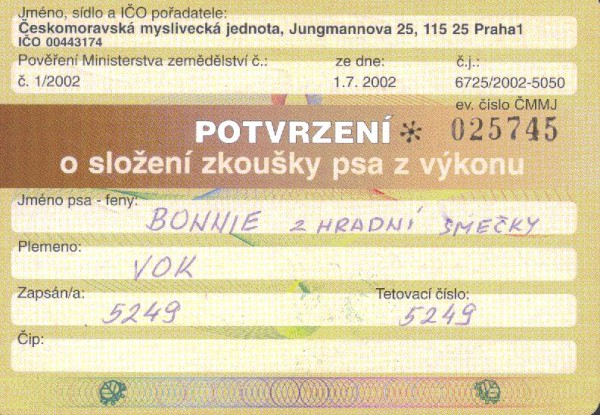 Jméno, sídlo a IČO pořadatele:
Českomoravská myslivecká jednota, Jungmannova 25, 115 25 Praha1
IČO 00443174
Pověření Ministerstva zemědělství č.: ze dne: č.j.:
č. 1/2002 1.7. 2002 6725/2002-5050
ev. číslo ČMMJ
POTVRZENÍ * 025745
o složení zkoušky psa z výkonu
Jméno psa - feny:
BONNIE z HRADNÍ SMEČKY
Plemeno:
VOK
Zapsán/a: Tetovací číslo:
5249 5249
Čip: